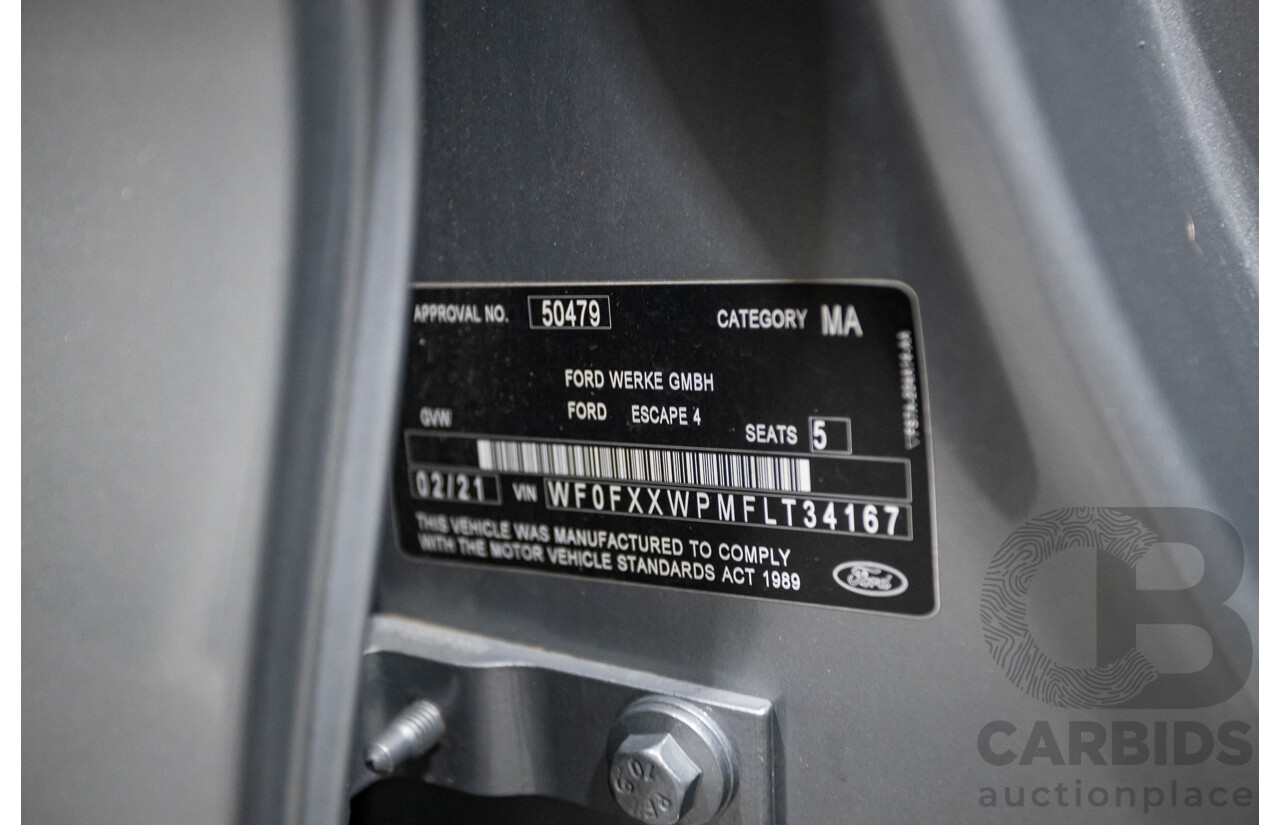 APPROVAL NO. 50479 CATEGORY MA
FORD WERKE GMBH
FORD ESCAPE 4
GVW SEATS 5
02/21 VIN WF0FXXWPMFLT34167
THIS VEHICLE WAS MANUFACTURED TO COMPLY
WITH THE MOTOR VEHICLE STANDARDS ACT 1989
Ford
CB
CARBIDS
auctionplace